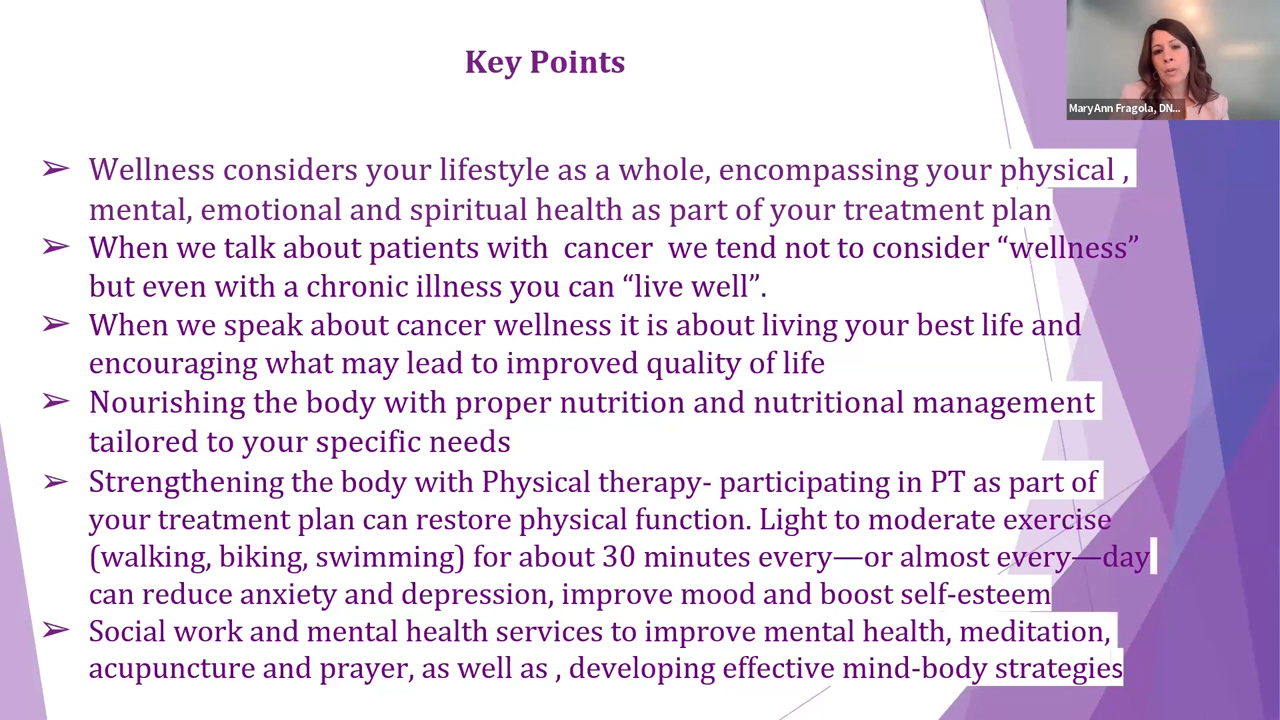 Key Points
MaryAnn Fragola, DN...
➢ Wellness considers your lifestyle as a whole, encompassing your physical ,
mental, emotional and spiritual health as part of your treatment plan
➢ When we talk about patients with  cancer  we tend not to consider “wellness”
but even with a chronic illness you can “live well”.
➢ When we speak about cancer wellness it is about living your best life and
encouraging what may lead to improved quality of life
➢ Nourishing the body with proper nutrition and nutritional management
tailored to your specific needs
➢ Strengthening the body with Physical therapy- participating in PT as part of
your treatment plan can restore physical function. Light to moderate exercise
(walking, biking, swimming) for about 30 minutes every—or almost every—day
can reduce anxiety and depression, improve mood and boost self-esteem
➢ Social work and mental health services to improve mental health, meditation,
acupuncture and prayer, as well as , developing effective mind-body strategies